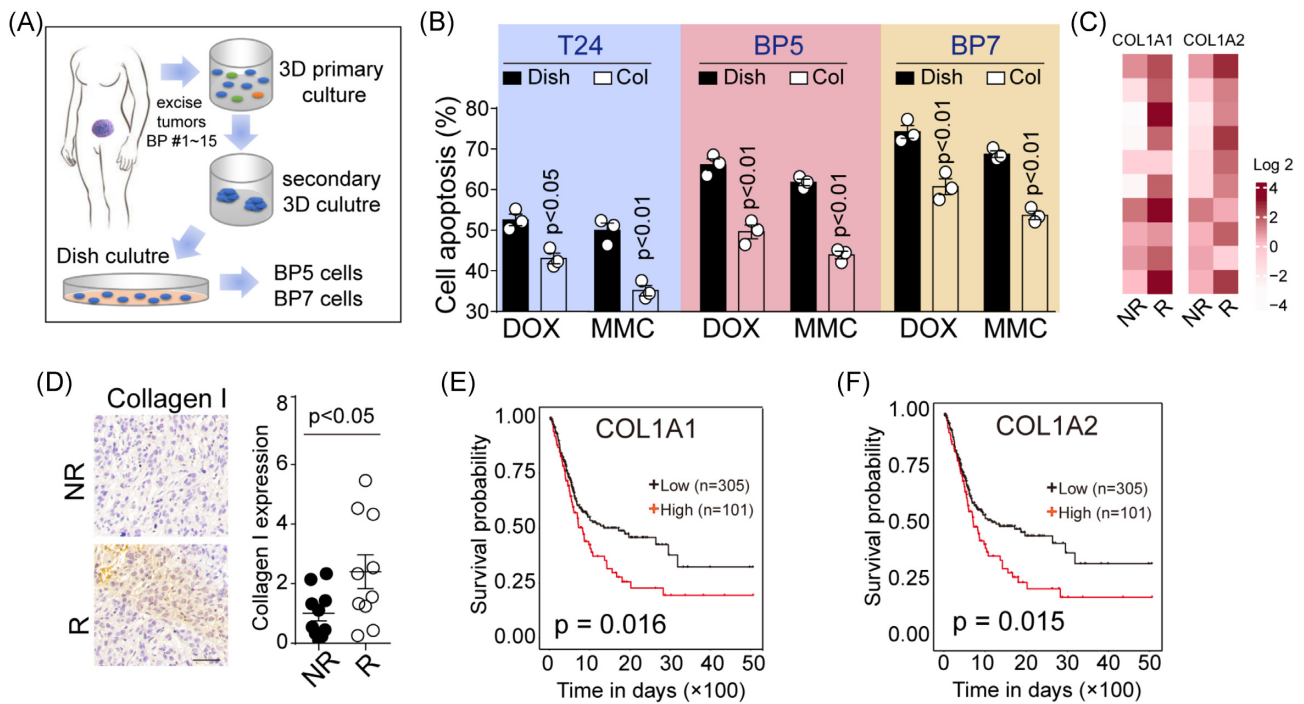 (A)
excise
tumors
BP #1~15
3D primary
culture
secondary
3D culutre
Dish culutre
BP5 cells
BP7 cells
(B)
T24
BP5
BP7
Dish
Col
Dish
Col
Dish
Col
Cell apoptosis (%)
80
70
60
50
40
30
p<0.05
p<0.01
p<0.01
p<0.01
p<0.01
p<0.01
DOX
MMC
DOX
MMC
DOX
MMC
(C)
COL1A1
COL1A2
NR
R
NR
R
Log 2
4
2
0
−2
−4
(D)
Collagen I
NR
R
Collagen I expression
8
6
4
2
0
p<0.05
NR
R
(E)
COL1A1
Survival probability
1.00
0.75
0.50
0.25
0.00
Low (n=305)
High (n=101)
p = 0.016
0 10 20 30 40 50
Time in days (×100)
(F)
COL1A2
Survival probability
1.00
0.75
0.50
0.25
0.00
Low (n=305)
High (n=101)
p = 0.015
0 10 20 30 40 50
Time in days (×100)